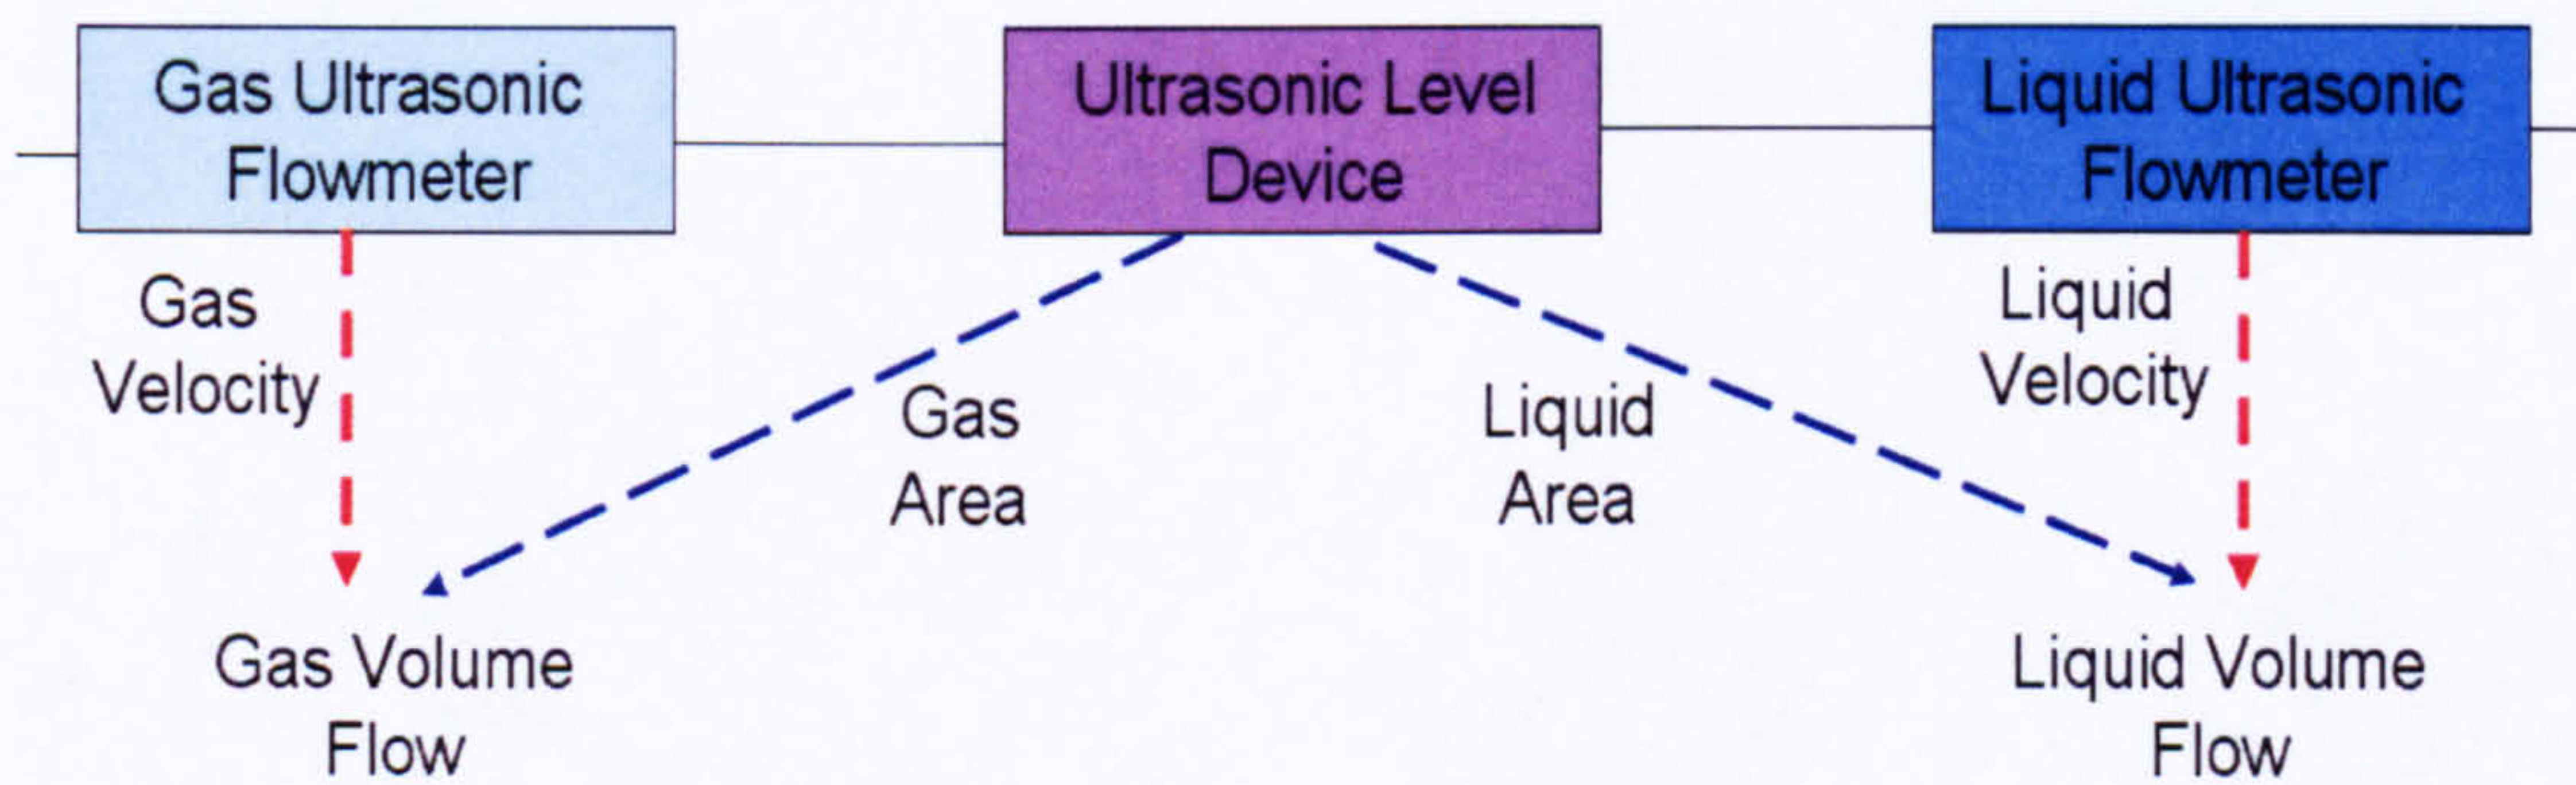 Gas Ultrasonic
Flowmeter
Ultrasonic Level
Device
Liquid Ultrasonic
Flowmeter
Gas
Velocity
Gas
Area
Liquid
Area
Liquid
Velocity
Gas Volume
Flow
Liquid Volume
Flow